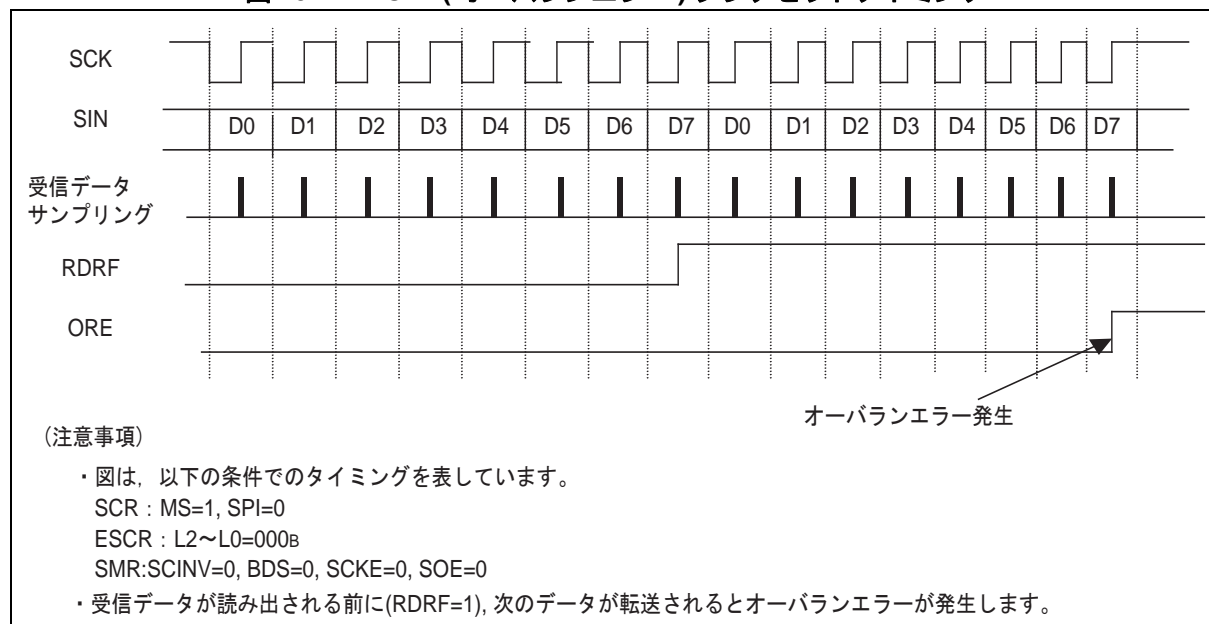 SCK
SIN
D0 D1 D2 D3 D4 D5 D6 D7 D0 D1 D2 D3 D4 D5 D6 D7
受信データ
サンプリング
RDRF
ORE
オーバランエラー発生
(注意事項)
・図は, 以下の条件でのタイミングを表しています。
SCR : MS=1, SPI=0
ESCR : L2~L0=000B
SMR:SCINV=0, BDS=0, SCKE=0, SOE=0
・受信データが読み出される前に(RDRF=1), 次のデータが転送されるとオーバランエラーが発生します。